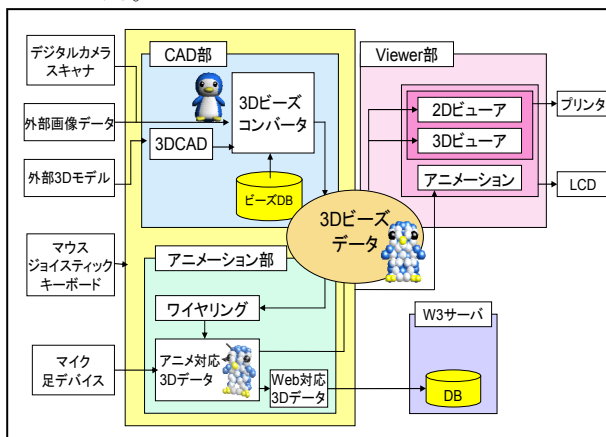 デジタルカメラ
スキャナ
外部画像データ
外部3Dモデル
マウス
ジョイスティック
キーボード
マイク
足デバイス
CAD部
3Dビーズ
コンバータ
3DCAD
ビーズDB
Viewer部
2Dビューア
3Dビューア
アニメーション
プリンタ
LCD
3Dビーズ
データ
アニメーション部
ワイヤリング
アニメ対応
3Dデータ
Web対応
3Dデータ
W3サーバ
DB